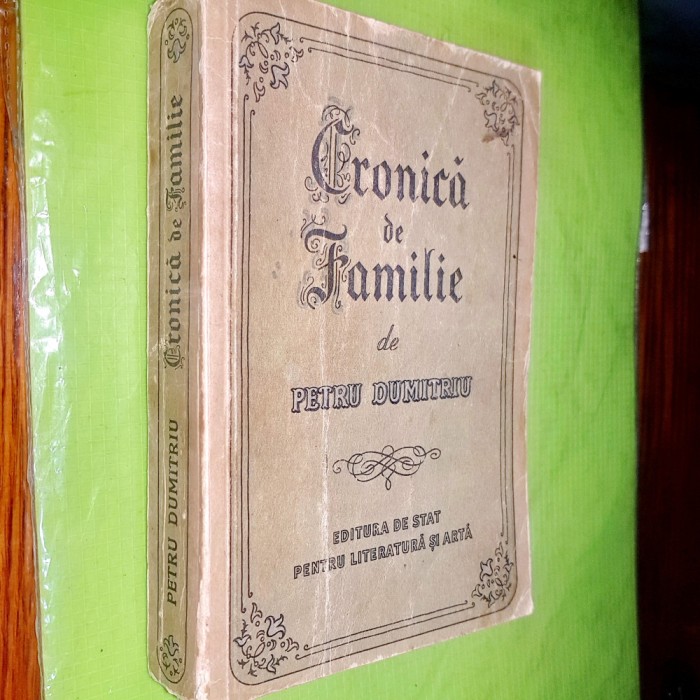 Cronică
de
Familie
de
PETRU DUMITRIU
EDITURA DE STAT
PENTRU LITERATURĂ ȘI ARTĂ
PETRU DUMITRIU Cronică de Familie